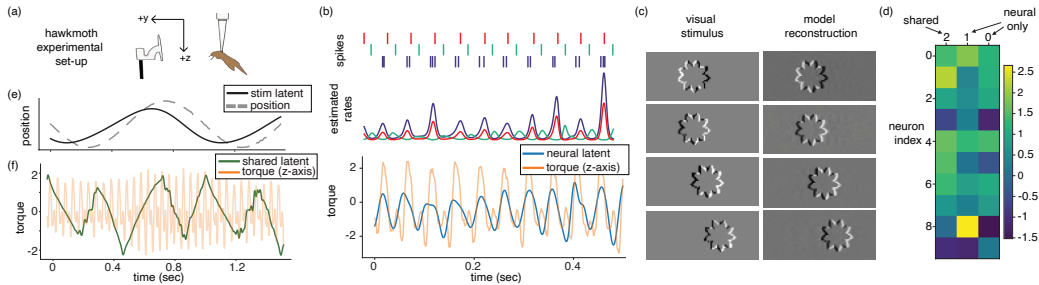 (a)
hawkmoth
experimental
set-up
+y
+z
(b)
spikes
estimated
rates
neural latent
torque (z-axis)
torque
2
0
−2
0
0.2
0.4
time (sec)
(c)
visual
stimulus
model
reconstruction
(d)
shared
neural
only
2 1 0
0
2
neuron
index 4
6
8
2.5
2.0
1.5
1.0
0.5
0
-0.5
-1.0
-1.5
(e)
stim latent
position
position
(f)
shared latent
torque (z-axis)
torque
2
0
-2
0
0.4
0.8
1.2
time (sec)